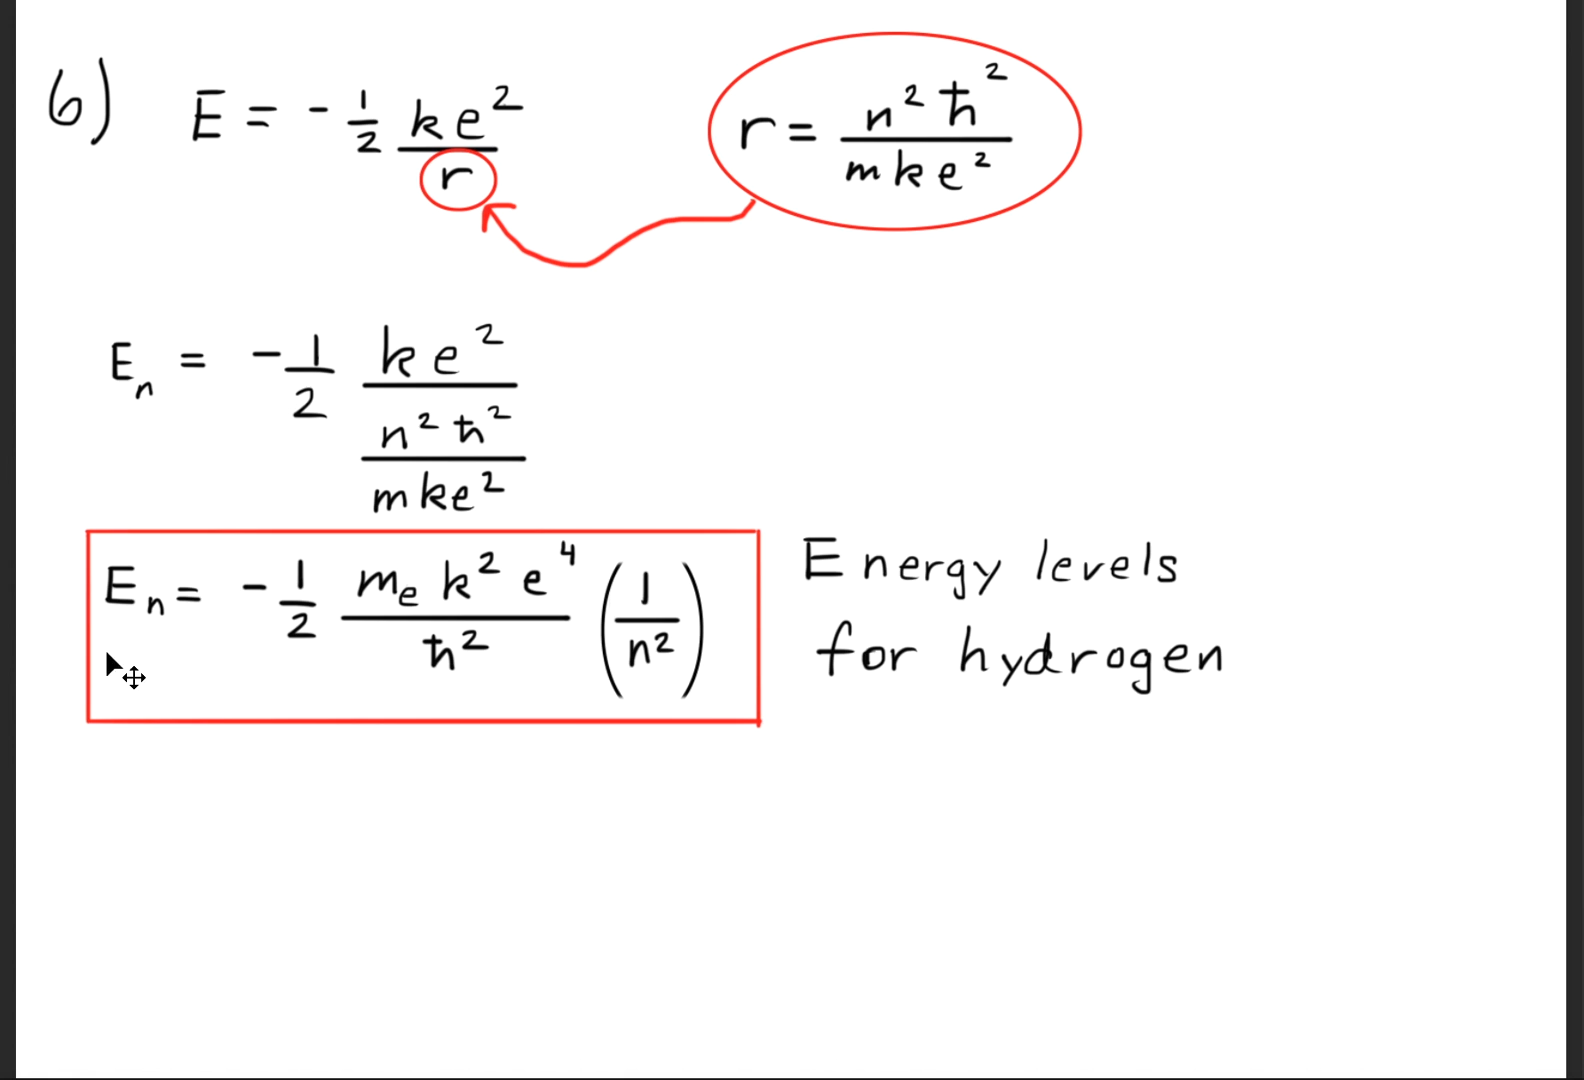 6) E = - 1/2 ke²/r r = n²ħ²/mke²
Eₙ = - 1/2 ke²/(n²ħ²/mke²)
Eₙ = - 1/2 mₑk²e⁴/ħ² (1/n²)
Energy levels
for hydrogen